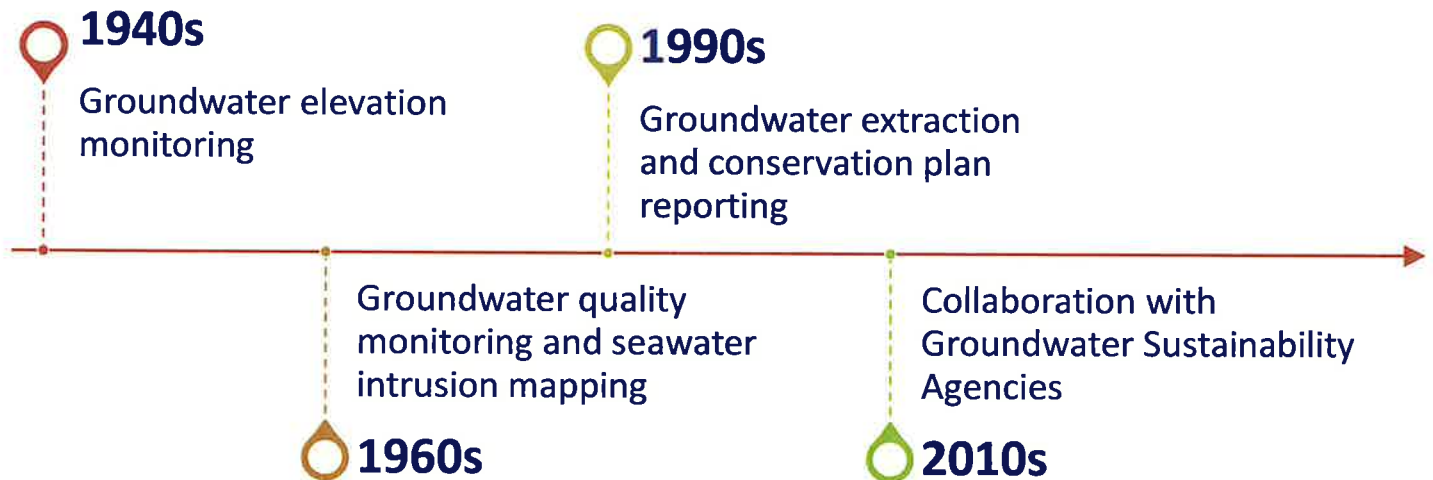 1940s
Groundwater elevation
monitoring
1990s
Groundwater extraction
and conservation plan
reporting
Groundwater quality
monitoring and seawater
intrusion mapping
1960s
Collaboration with
Groundwater Sustainability
Agencies
2010s